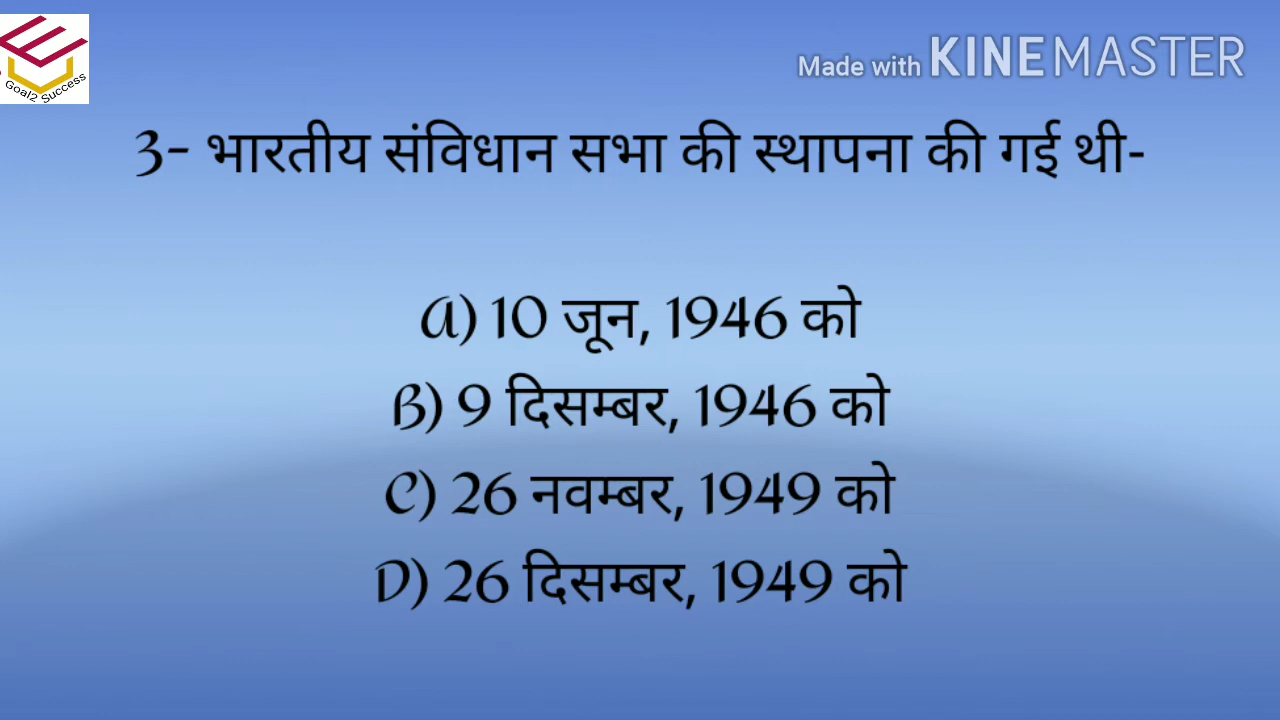 Goal2 Success
Made with KINEMASTER
3- भारतीय संविधान सभा की स्थापना की गई थी-
A) 10 जून, 1946 को
B) 9 दिसम्बर, 1946 को
C) 26 नवम्बर, 1949 को
D) 26 दिसम्बर, 1949 को